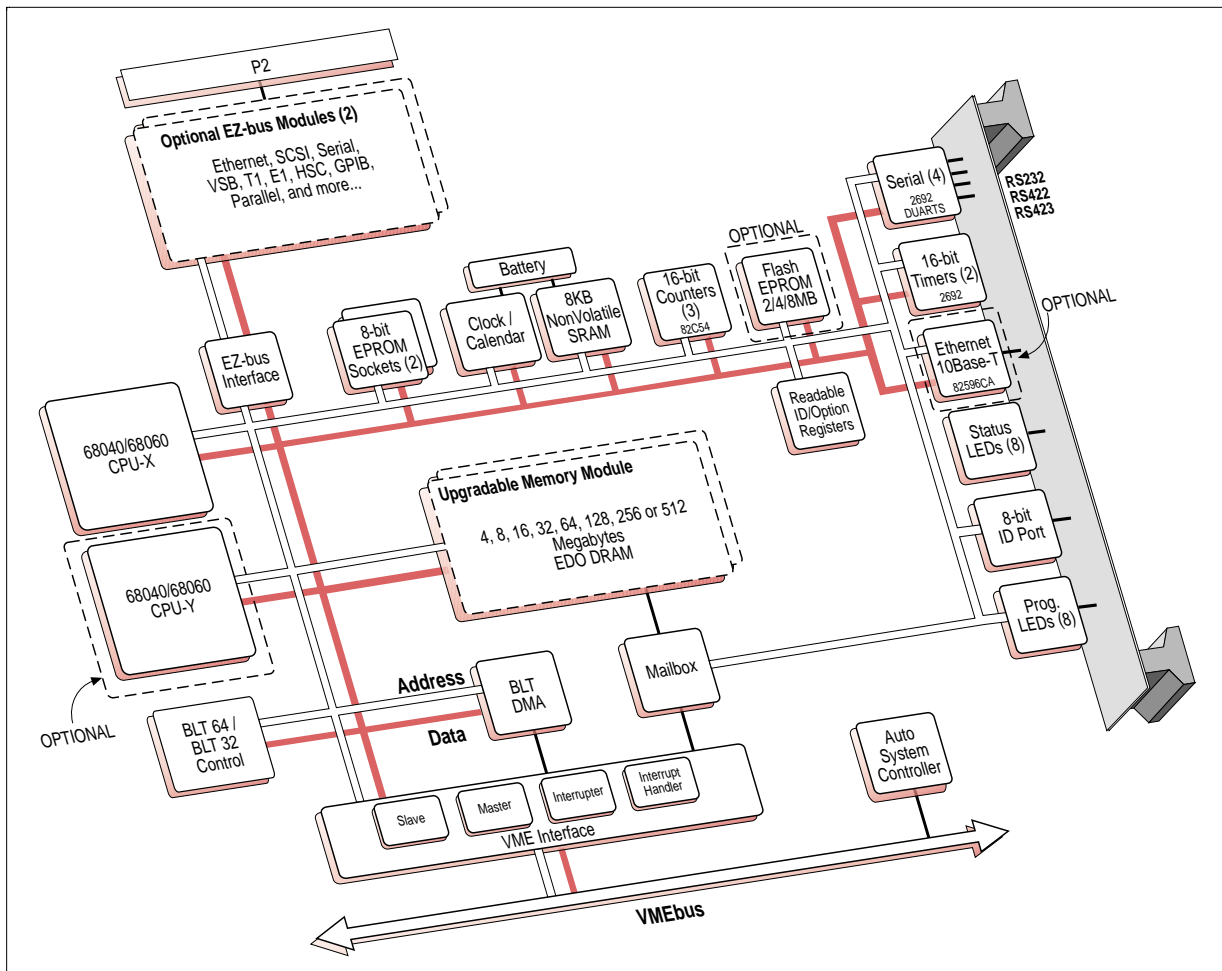 P2
Optional EZ-bus Modules (2)
Ethernet, SCSI, Serial,
VSB, T1, E1, HSC, GPIB,
Parallel, and more...
Serial (4)
2692
DUARTS
RS232
RS422
RS423
OPTIONAL
Battery
16-bit
Counters
(3)
82C54
Flash
EPROM
2/4/8MB
16-bit
Timers (2)
2692
OPTIONAL
8-bit
EPROM
Sockets (2)
Clock /
Calendar
8KB
NonVolatile
SRAM
EZ-bus
Interface
Ethernet
10Base-T
82596CA
Readable
ID/Option
Registers
68040/68060
CPU-X
Status
LEDs (8)
Upgradable Memory Module
4, 8, 16, 32, 64, 128, 256 or 512
Megabytes
EDO DRAM
8-bit
ID Port
68040/68060
CPU-Y
Prog.
LEDs (8)
Mailbox
Address
BLT
DMA
Data
OPTIONAL
BLT 64 /
BLT 32
Control
Auto
System
Controller
Slave
Master
Interrupter
Interrupt
Handler
VME Interface
VMEbus